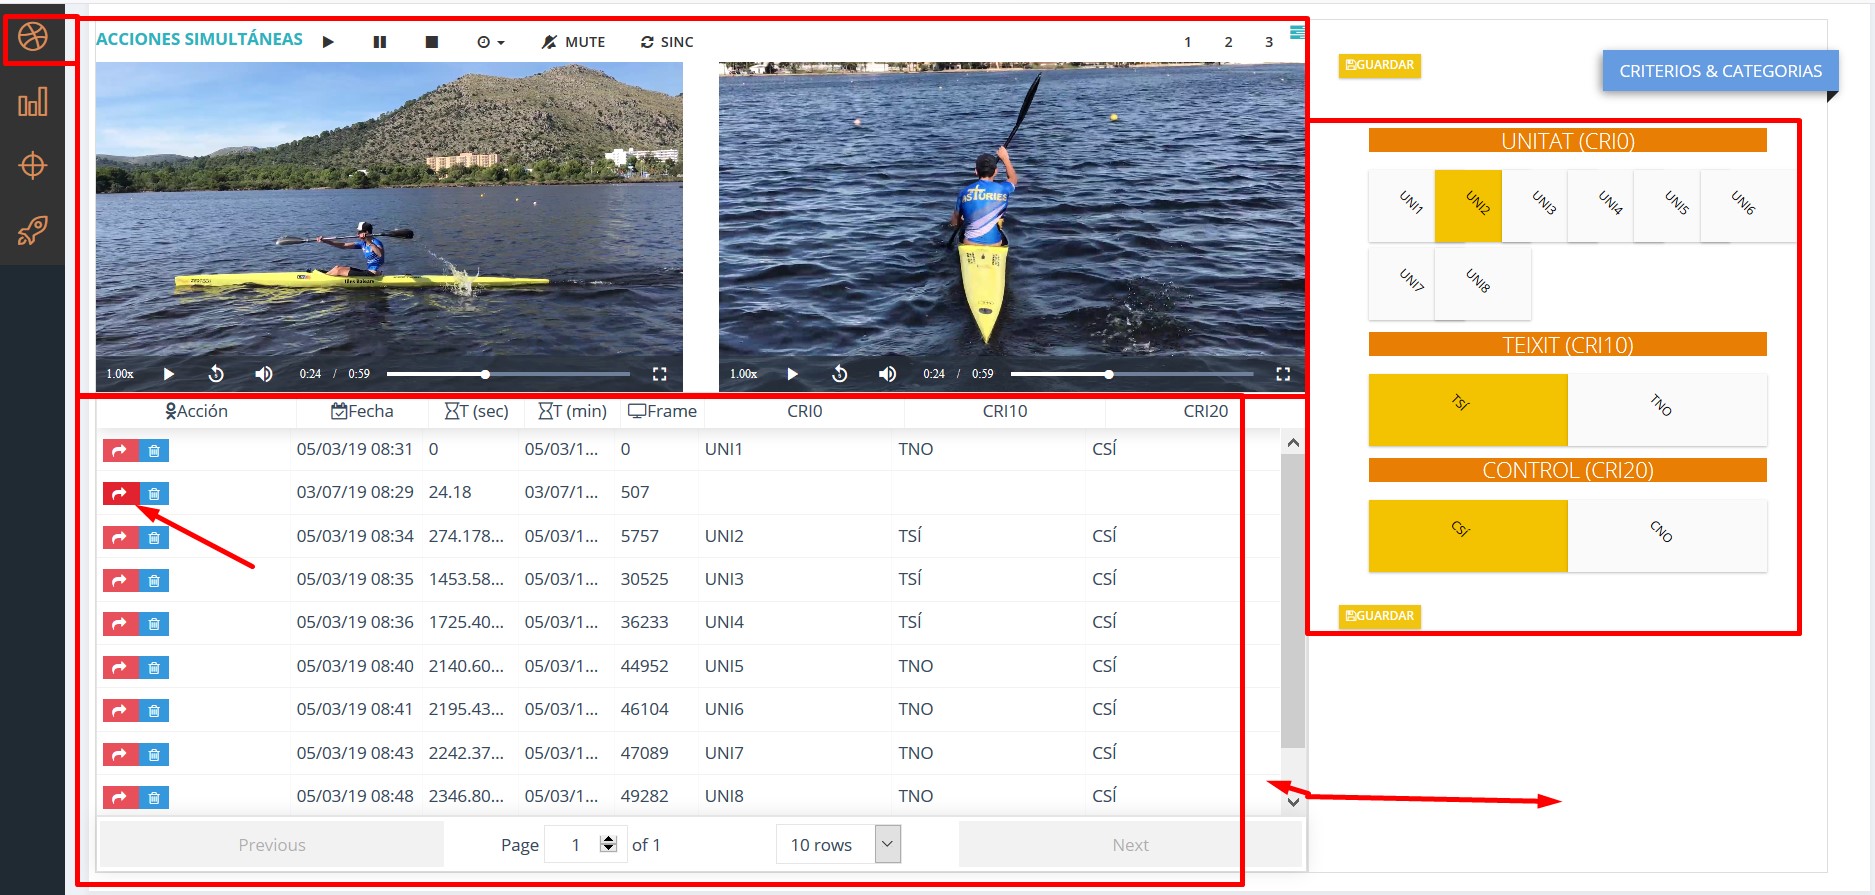 ACCIONES SIMULTÁNEAS
MUTE
SINC
1 2 3
ASTURIES
Illes Balears
1.00x
0:24 / 0:59
1.00x
0:24 / 0:59
Acción Fecha T (sec) T (min) Frame CRI0 CRI10 CRI20
05/03/19 08:31 0 05/03/1... 0 UNI1 TNO CSÍ
03/07/19 08:29 24.18 03/07/1... 507
05/03/19 08:34 274.178... 05/03/1... 5757 UNI2 TSÍ CSÍ
05/03/19 08:35 1453.58... 05/03/1... 30525 UNI3 TSÍ CSÍ
05/03/19 08:36 1725.40... 05/03/1... 36233 UNI4 TSÍ CSÍ
05/03/19 08:40 2140.60... 05/03/1... 44952 UNI5 TNO CSÍ
05/03/19 08:41 2195.43... 05/03/1... 46104 UNI6 TNO CSÍ
05/03/19 08:43 2242.37... 05/03/1... 47089 UNI7 TNO CSÍ
05/03/19 08:48 2346.80... 05/03/1... 49282 UNI8 TNO CSÍ
Previous Page 1 of 1 10 rows Next
GUARDAR
CRITERIOS & CATEGORIAS
UNITAT (CRI0)
UNI1 UNI2 UNI3 UNI4 UNI5 UNI6
UNI7 UNI8
TEIXIT (CRI10)
TSÍ TNO
CONTROL (CRI20)
CSÍ CNO
GUARDAR